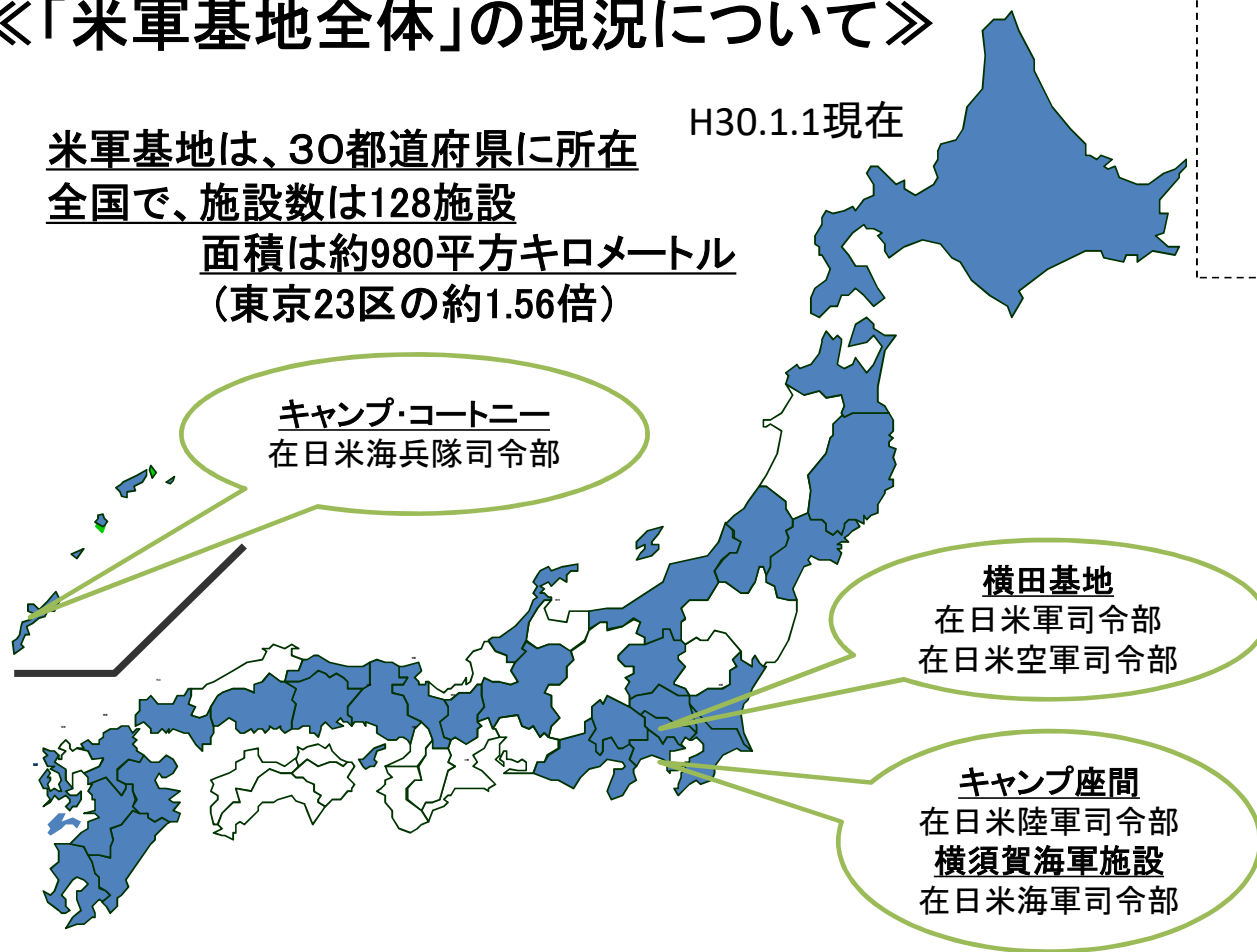 ≪「米軍基地全体」の現況について≫
H30.1.1現在
米軍基地は、30都道府県に所在
全国で、施設数は128施設
面積は約980平方キロメートル
（東京23区の約1.56倍）
キャンプ・コートニー
在日米海兵隊司令部
横田基地
在日米軍司令部
在日米空軍司令部
キャンプ座間
在日米陸軍司令部
横須賀海軍施設
在日米海軍司令部